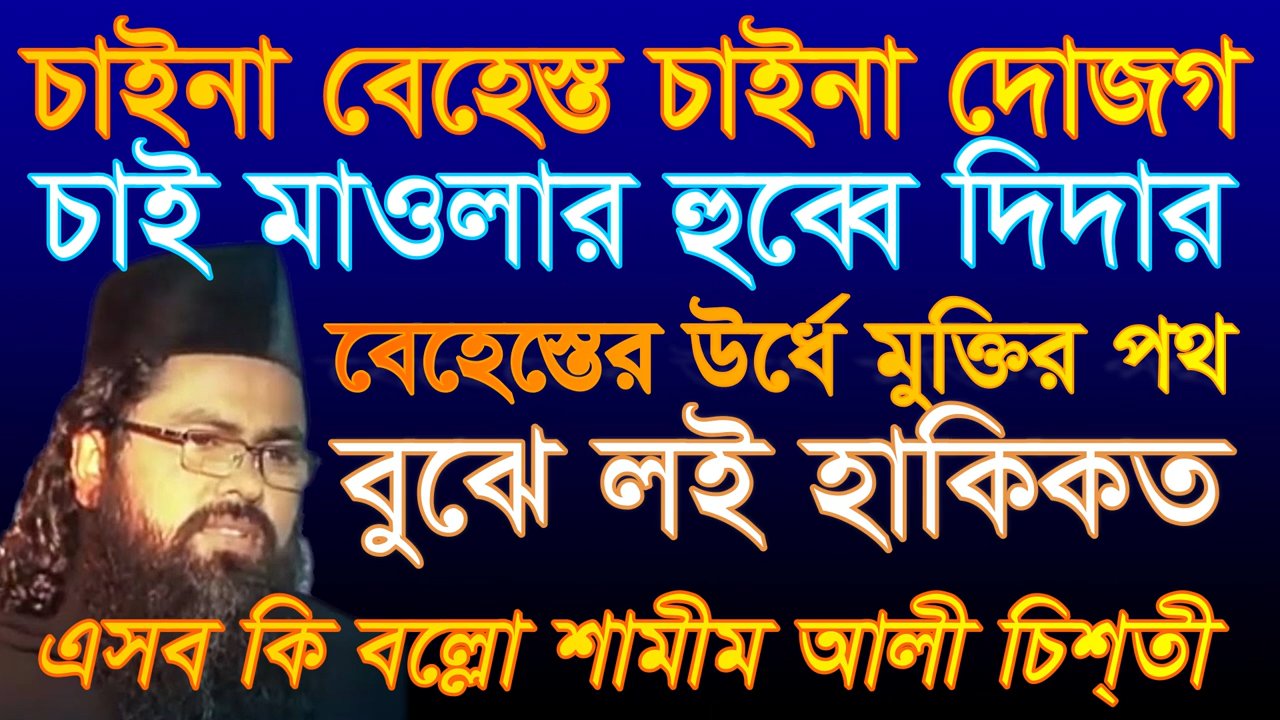 চাইনা বেহেস্ত চাইনা দোজগ
চাই মাওলার হুব্বে দিদার
বেহেস্তের উর্ধে মুক্তির পথ
বুঝে লই হাকিকত
এসব কি বল্লো শামীম আলী চিশ্‌তী